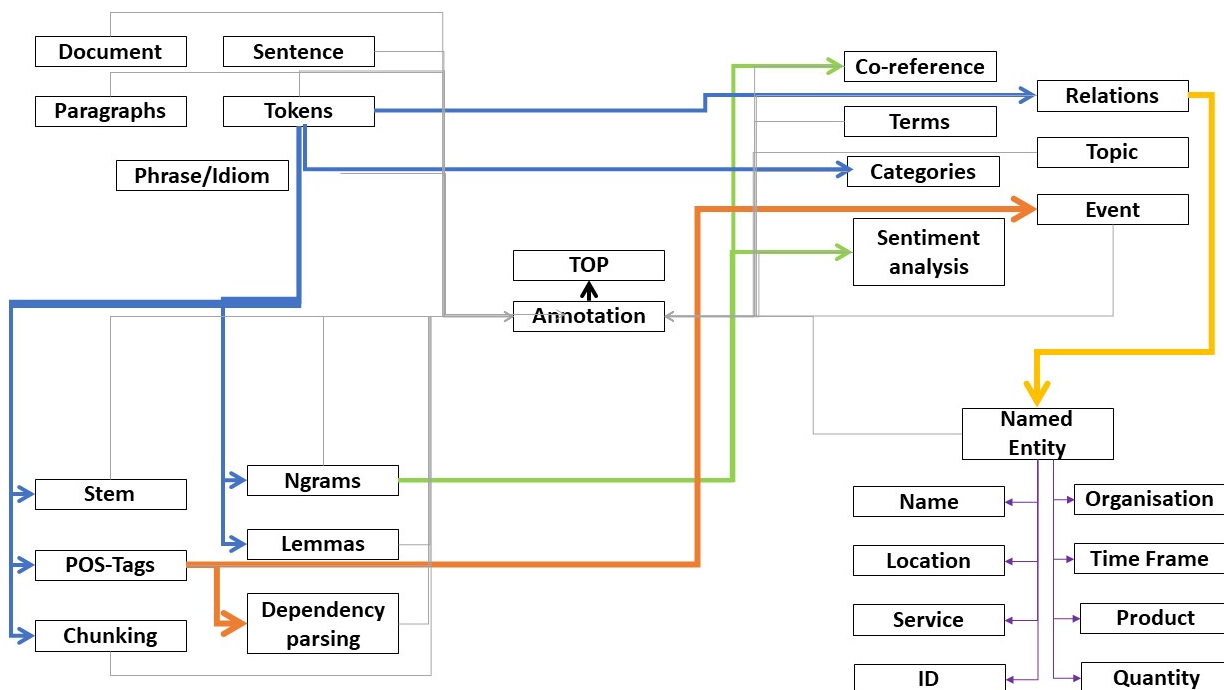 Document
Sentence
Paragraphs
Tokens
Phrase/Idiom
Co-reference
Relations
Terms
Topic
Categories
Event
Sentiment
analysis
TOP
Annotation
Named
Entity
Stem
Ngrams
Name
Organisation
Lemmas
POS-Tags
Location
Time Frame
Dependency
parsing
Chunking
Service
Product
ID
Quantity